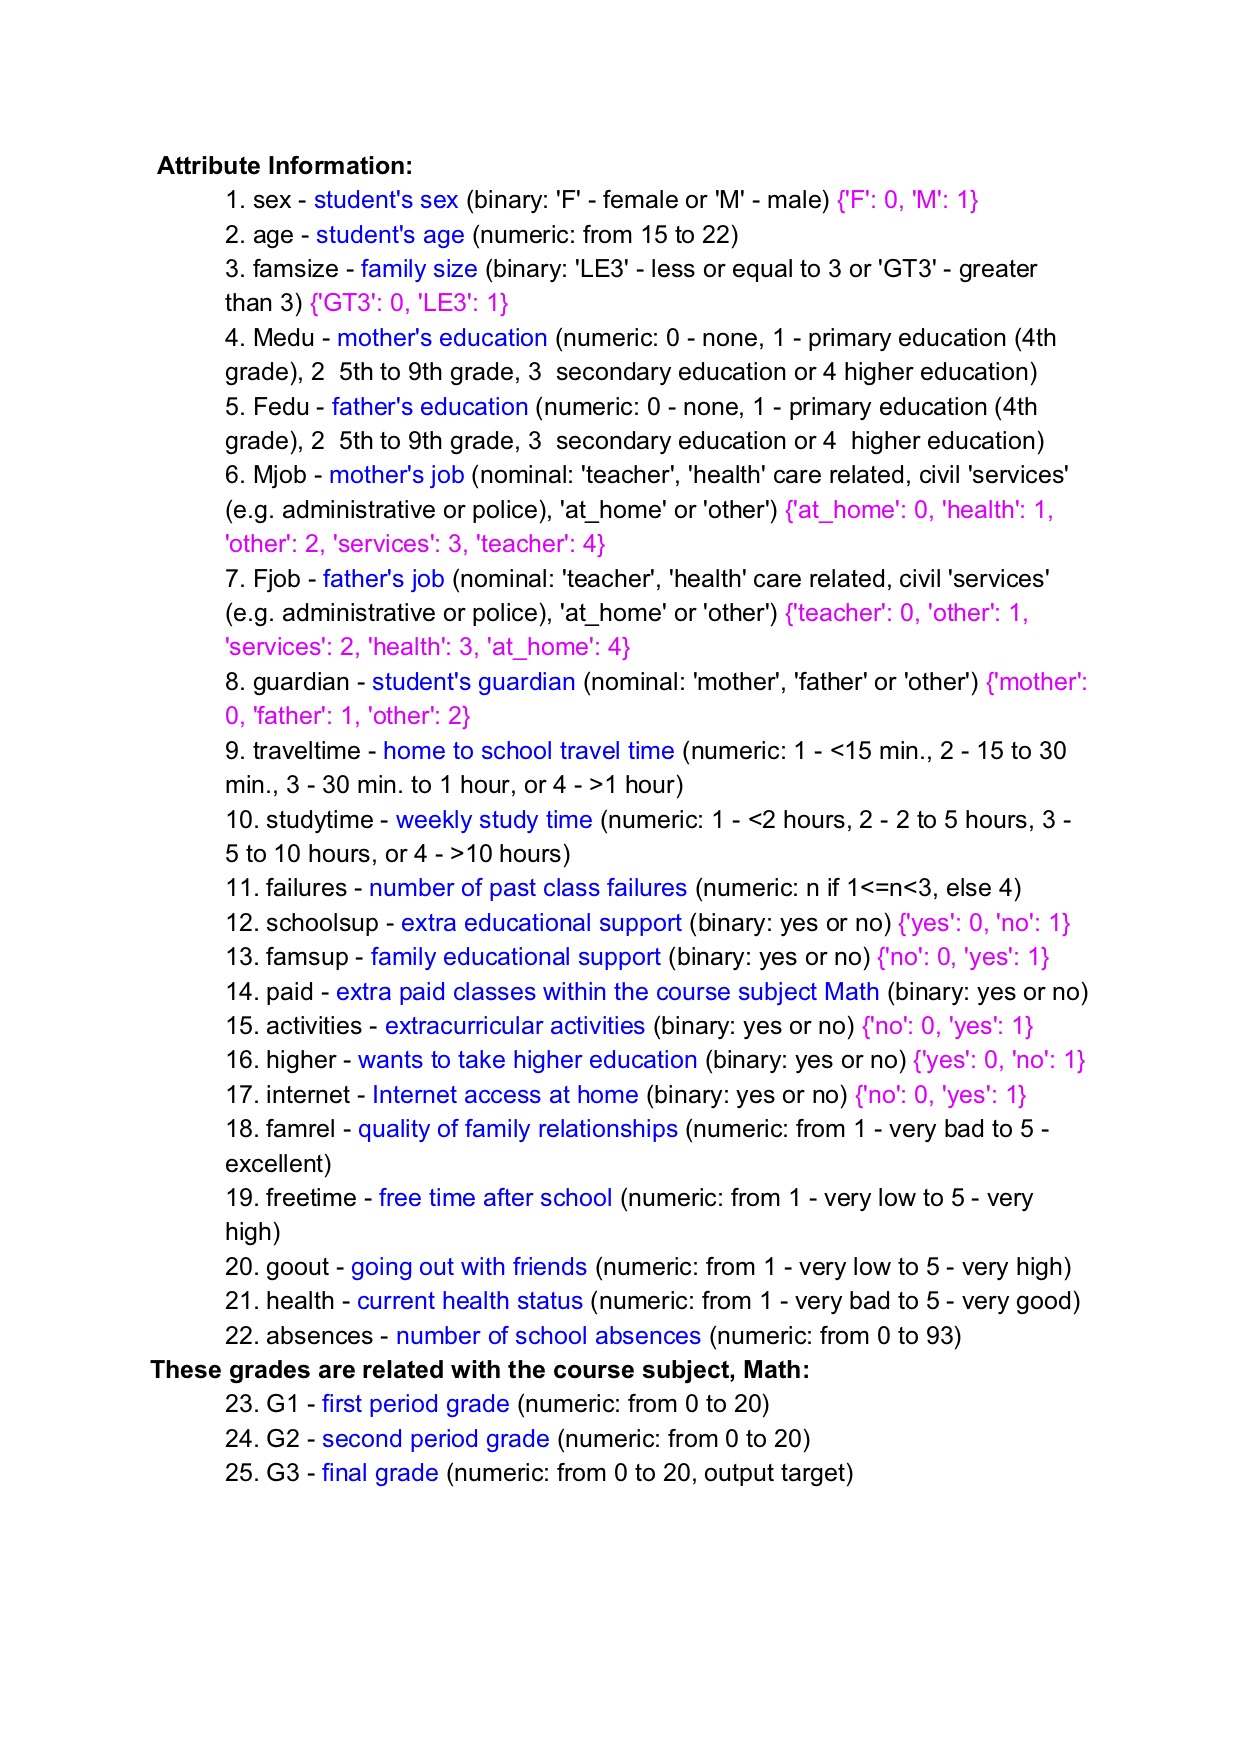 Attribute Information:
1. sex - student's sex (binary: 'F' - female or 'M' - male) {'F': 0, 'M': 1}
2. age - student's age (numeric: from 15 to 22)
3. famsize - family size (binary: 'LE3' - less or equal to 3 or 'GT3' - greater
than 3) {'GT3': 0, 'LE3': 1}
4. Medu - mother's education (numeric: 0 - none, 1 - primary education (4th
grade), 2  5th to 9th grade, 3  secondary education or 4 higher education)
5. Fedu - father's education (numeric: 0 - none, 1 - primary education (4th
grade), 2  5th to 9th grade, 3  secondary education or 4  higher education)
6. Mjob - mother's job (nominal: 'teacher', 'health' care related, civil 'services'
(e.g. administrative or police), 'at_home' or 'other') {'at_home': 0, 'health': 1,
'other': 2, 'services': 3, 'teacher': 4}
7. Fjob - father's job (nominal: 'teacher', 'health' care related, civil 'services'
(e.g. administrative or police), 'at_home' or 'other') {'teacher': 0, 'other': 1,
'services': 2, 'health': 3, 'at_home': 4}
8. guardian - student's guardian (nominal: 'mother', 'father' or 'other') {'mother':
0, 'father': 1, 'other': 2}
9. traveltime - home to school travel time (numeric: 1 - <15 min., 2 - 15 to 30
min., 3 - 30 min. to 1 hour, or 4 - >1 hour)
10. studytime - weekly study time (numeric: 1 - <2 hours, 2 - 2 to 5 hours, 3 -
5 to 10 hours, or 4 - >10 hours)
11. failures - number of past class failures (numeric: n if 1<=n<3, else 4)
12. schoolsup - extra educational support (binary: yes or no) {'yes': 0, 'no': 1}
13. famsup - family educational support (binary: yes or no) {'no': 0, 'yes': 1}
14. paid - extra paid classes within the course subject Math (binary: yes or no)
15. activities - extracurricular activities (binary: yes or no) {'no': 0, 'yes': 1}
16. higher - wants to take higher education (binary: yes or no) {'yes': 0, 'no': 1}
17. internet - Internet access at home (binary: yes or no) {'no': 0, 'yes': 1}
18. famrel - quality of family relationships (numeric: from 1 - very bad to 5 -
excellent)
19. freetime - free time after school (numeric: from 1 - very low to 5 - very
high)
20. goout - going out with friends (numeric: from 1 - very low to 5 - very high)
21. health - current health status (numeric: from 1 - very bad to 5 - very good)
22. absences - number of school absences (numeric: from 0 to 93)
These grades are related with the course subject, Math:
23. G1 - first period grade (numeric: from 0 to 20)
24. G2 - second period grade (numeric: from 0 to 20)
25. G3 - final grade (numeric: from 0 to 20, output target)